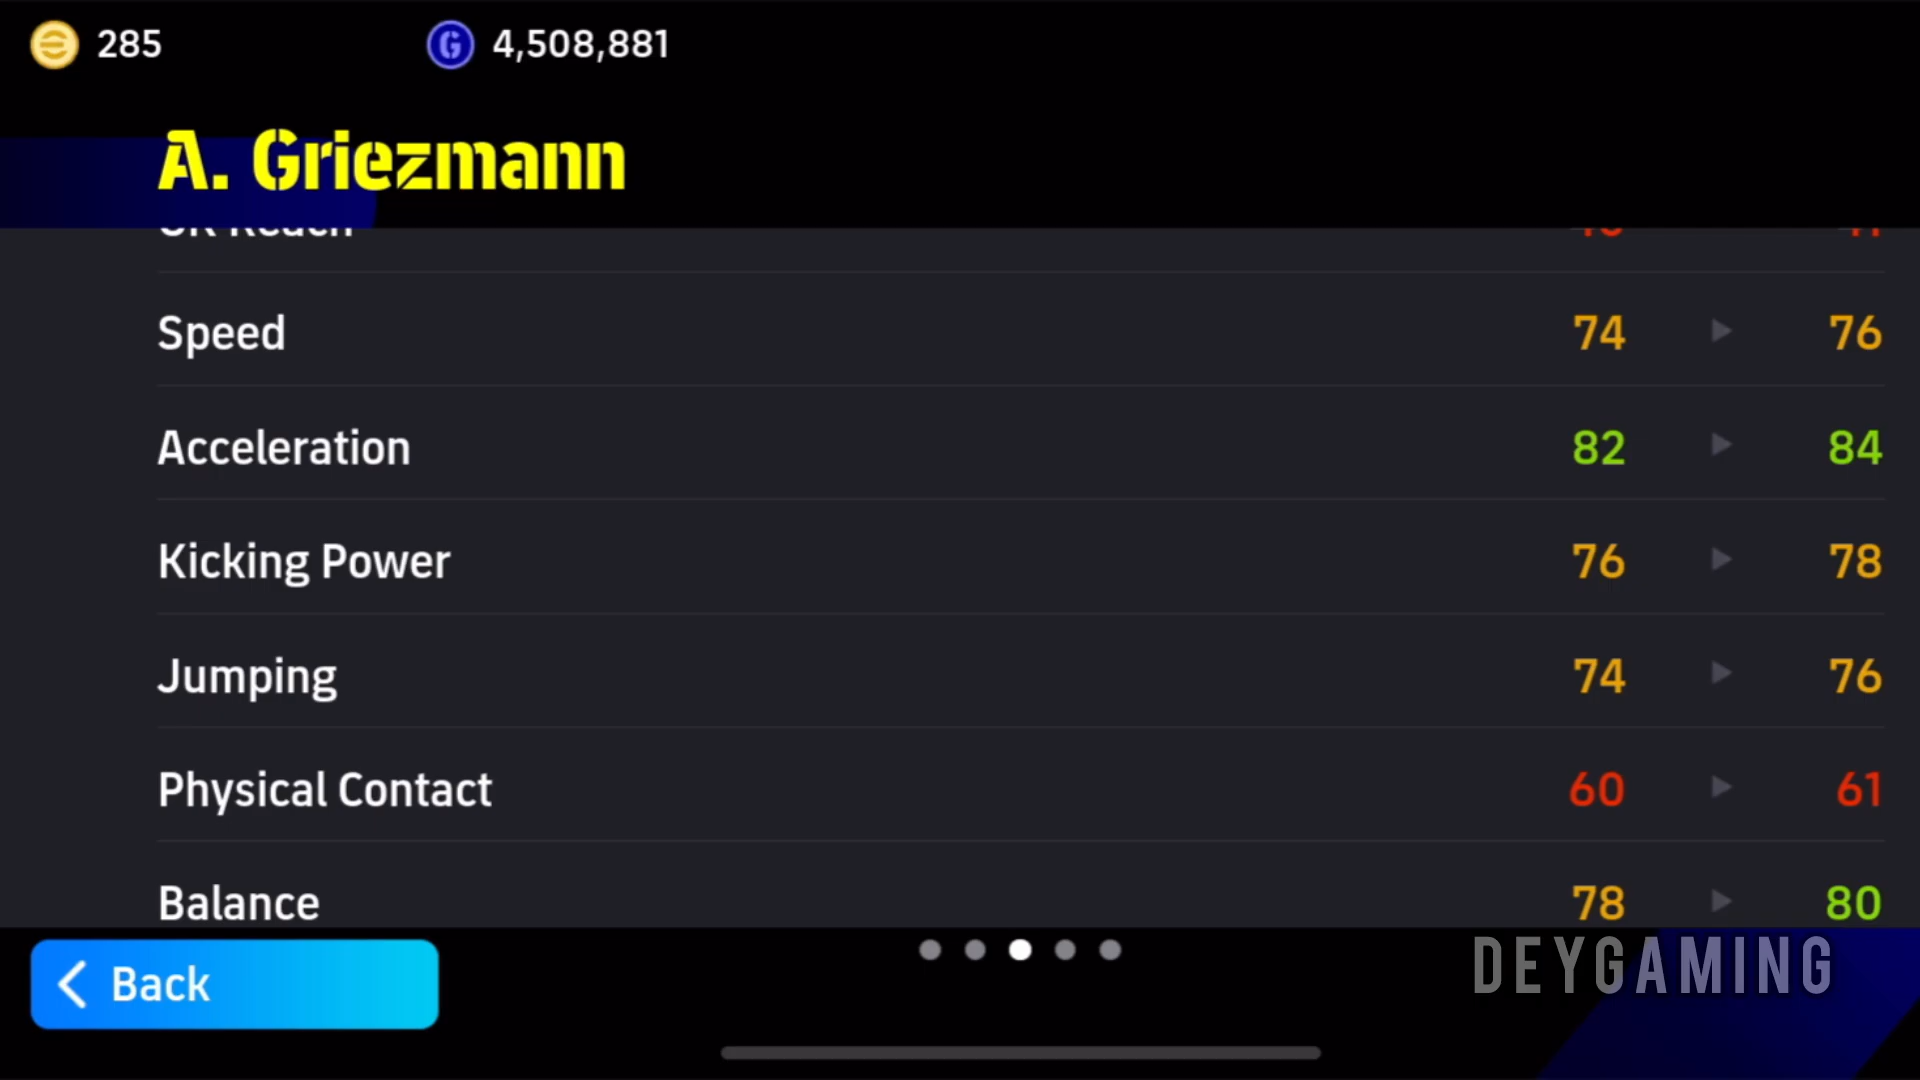 285
4,508,881
A. Griezmann
Speed 74 76
Acceleration 82 84
Kicking Power 76 78
Jumping 74 76
Physical Contact 60 61
Balance 78 80
Back
DEYGAMING